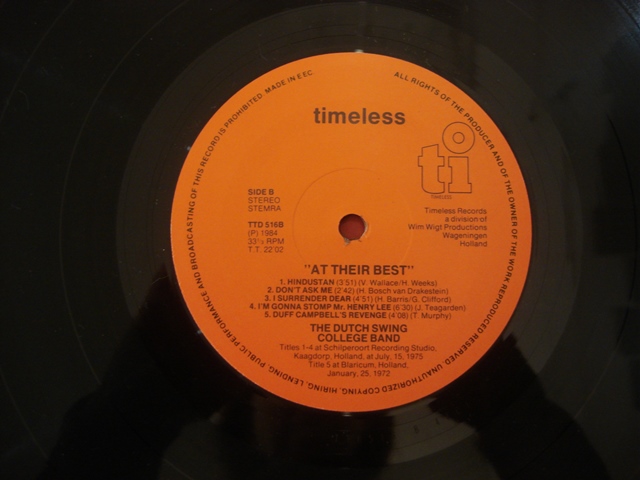 ALL RIGHTS OF THE PRODUCER AND OF THE OWNER OF THE WORK REPRODUCED RESERVED. UNAUTHORIZED COPYING, HIRING, LENDING, PUBLIC PERFORMANCE AND BROADCASTING OF THIS RECORD IS PROHIBITED. MADE IN EEC.
timeless
ti
TIMELESS
SIDE B
STEREO
STEMRA
TTD 516B
(P) 1984
33⅓ RPM
T.T. 22'02
Timeless Records
a division of
Wim Wigt Productions
Wageningen
Holland
"AT THEIR BEST"
1. HINDUSTAN (3'51) (V. Wallace/H. Weeks)
2. DON'T ASK ME (2'42) (H. Bosch van Drakestein)
3. I SURRENDER DEAR (4'51) (H. Barris/G. Clifford)
4. I'M GONNA STOMP Mr. HENRY LEE (6'30) (J. Teagarden)
5. DUFF CAMPBELL'S REVENGE (4'08) (T. Murphy)
THE DUTCH SWING
COLLEGE BAND
Titles 1-4 at Schilperoort Recording Studio,
Kaagdorp, Holland, at July, 15, 1975
Title 5 at Blaricum, Holland,
January, 25, 1972